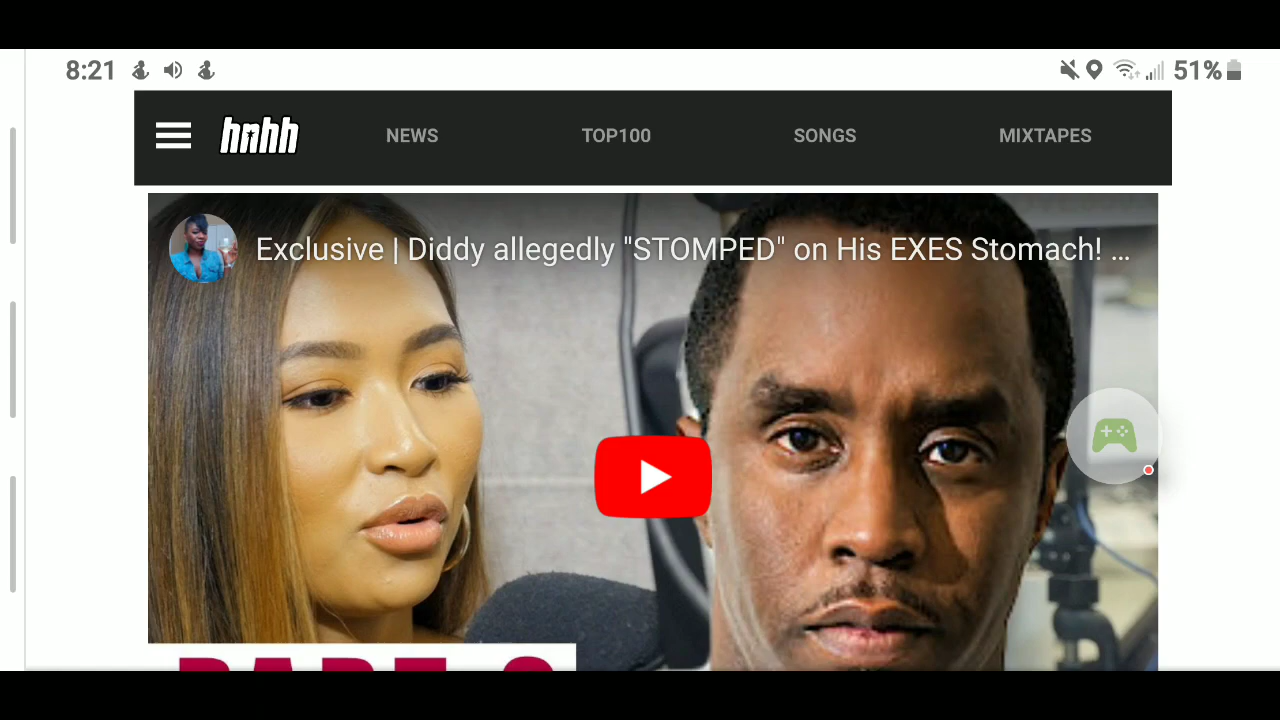 8:21
51%
hnhh NEWS TOP100 SONGS MIXTAPES
Exclusive | Diddy allegedly "STOMPED" on His EXES Stomach! ...